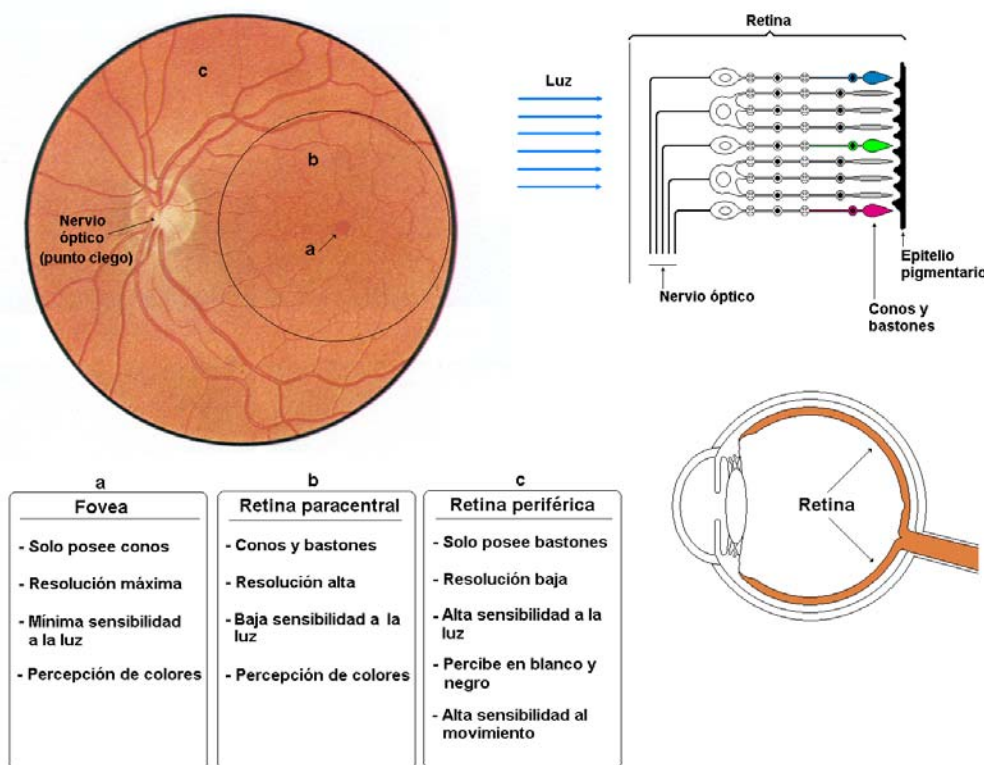 c
b
a
Nervio
óptico
(punto ciego)
Retina
Luz
Nervio óptico
Epitelio
pigmentario
Conos y
bastones
Retina
a
Fovea
- Solo posee conos
- Resolución máxima
- Mínima sensibilidad
a la luz
- Percepción de colores
b
Retina paracentral
- Conos y bastones
- Resolución alta
- Baja sensibilidad a la
luz
- Percepción de colores
c
Retina periférica
- Solo posee bastones
- Resolución baja
- Alta sensibilidad a la
luz
- Percibe en blanco y
negro
- Alta sensibilidad al
movimiento